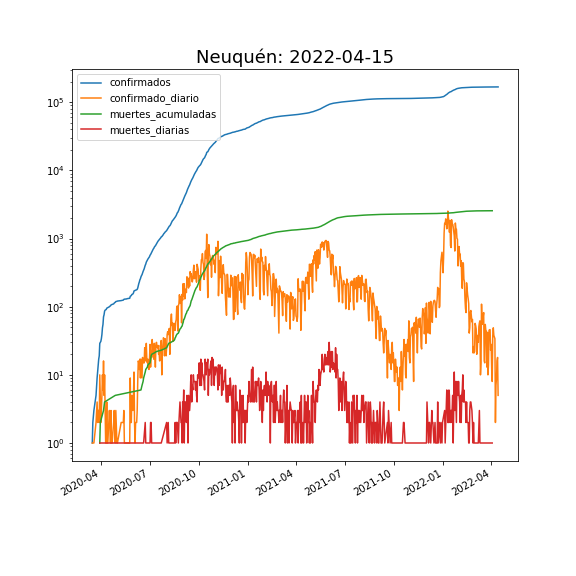 Neuquén: 2022-04-15
confirmados
confirmado_diario
muertes_acumuladas
muertes_diarias
10^5
10^4
10^3
10^2
10^1
10^0
2020-04 2020-07 2020-10 2021-01 2021-04 2021-07 2021-10 2022-01 2022-04